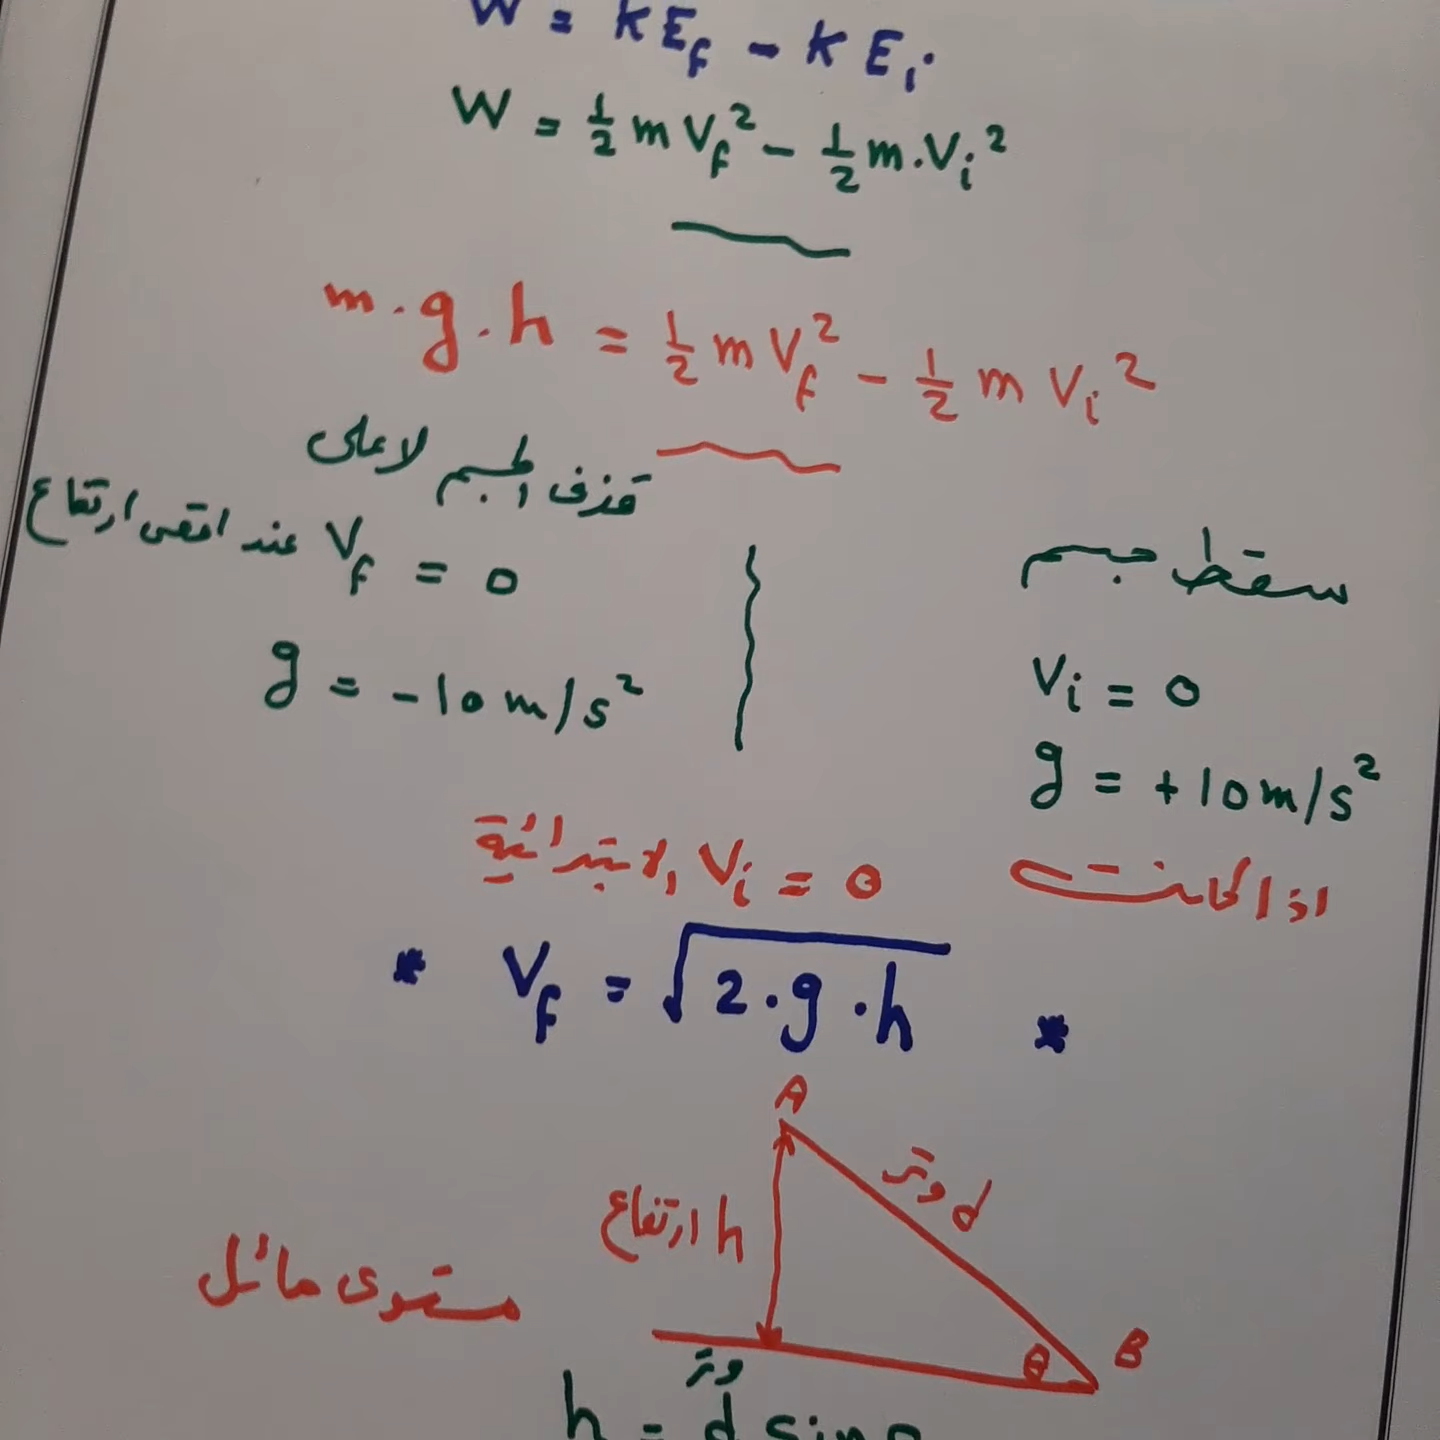 W = KEf - KEi
W = ½ m Vf² - ½ m.Vi²
m.g.h = ½ m Vf² - ½ m Vi²
قذف الجسم لاعلى
Vf = 0 عند اقصى ارتفاع
g = -10 m/s²
سقط جسم
Vi = 0
g = +10 m/s²
اذا كانت Vi = 0 الابتدائية
* Vf = √2.g.h *
A
وتر d
ارتفاع h
مستوى مائل
θ B
وتر
h = d sin θ